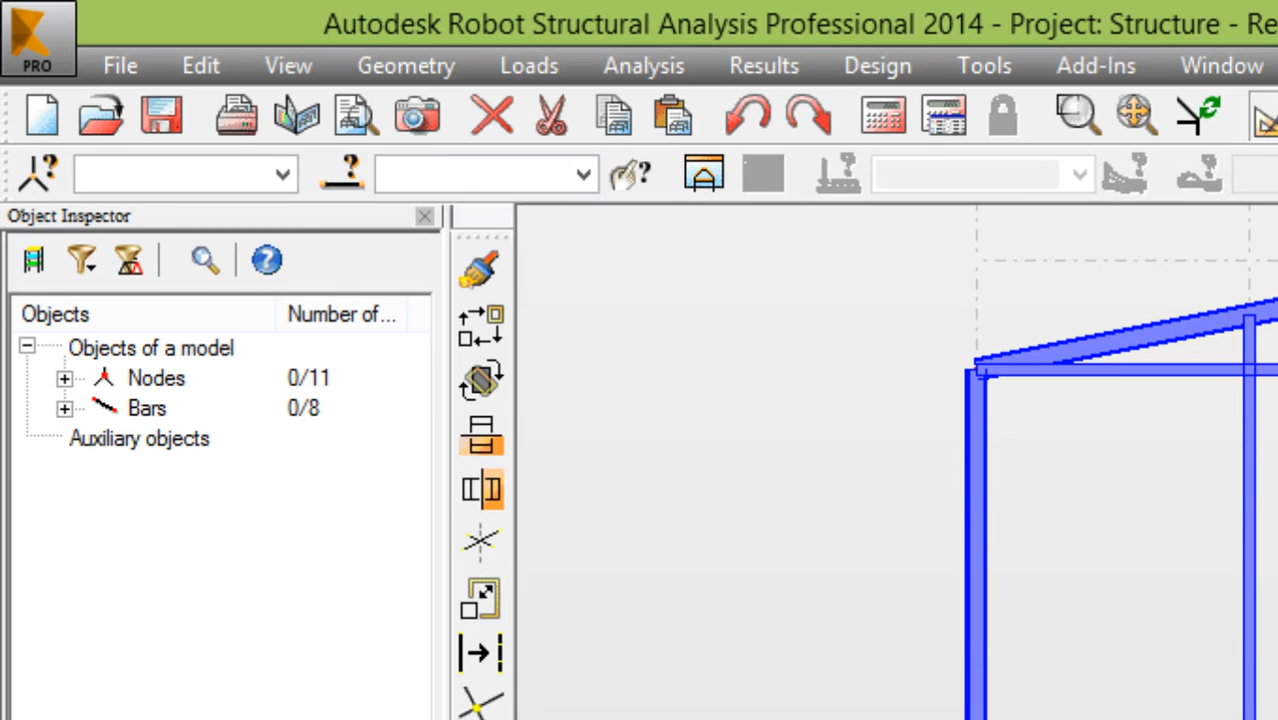 Autodesk Robot Structural Analysis Professional 2014 - Project: Structure - Re
PRO
File Edit View Geometry Loads Analysis Results Design Tools Add-Ins Window
Object Inspector
Objects Number of...
Objects of a model
Nodes 0/11
Bars 0/8
Auxiliary objects